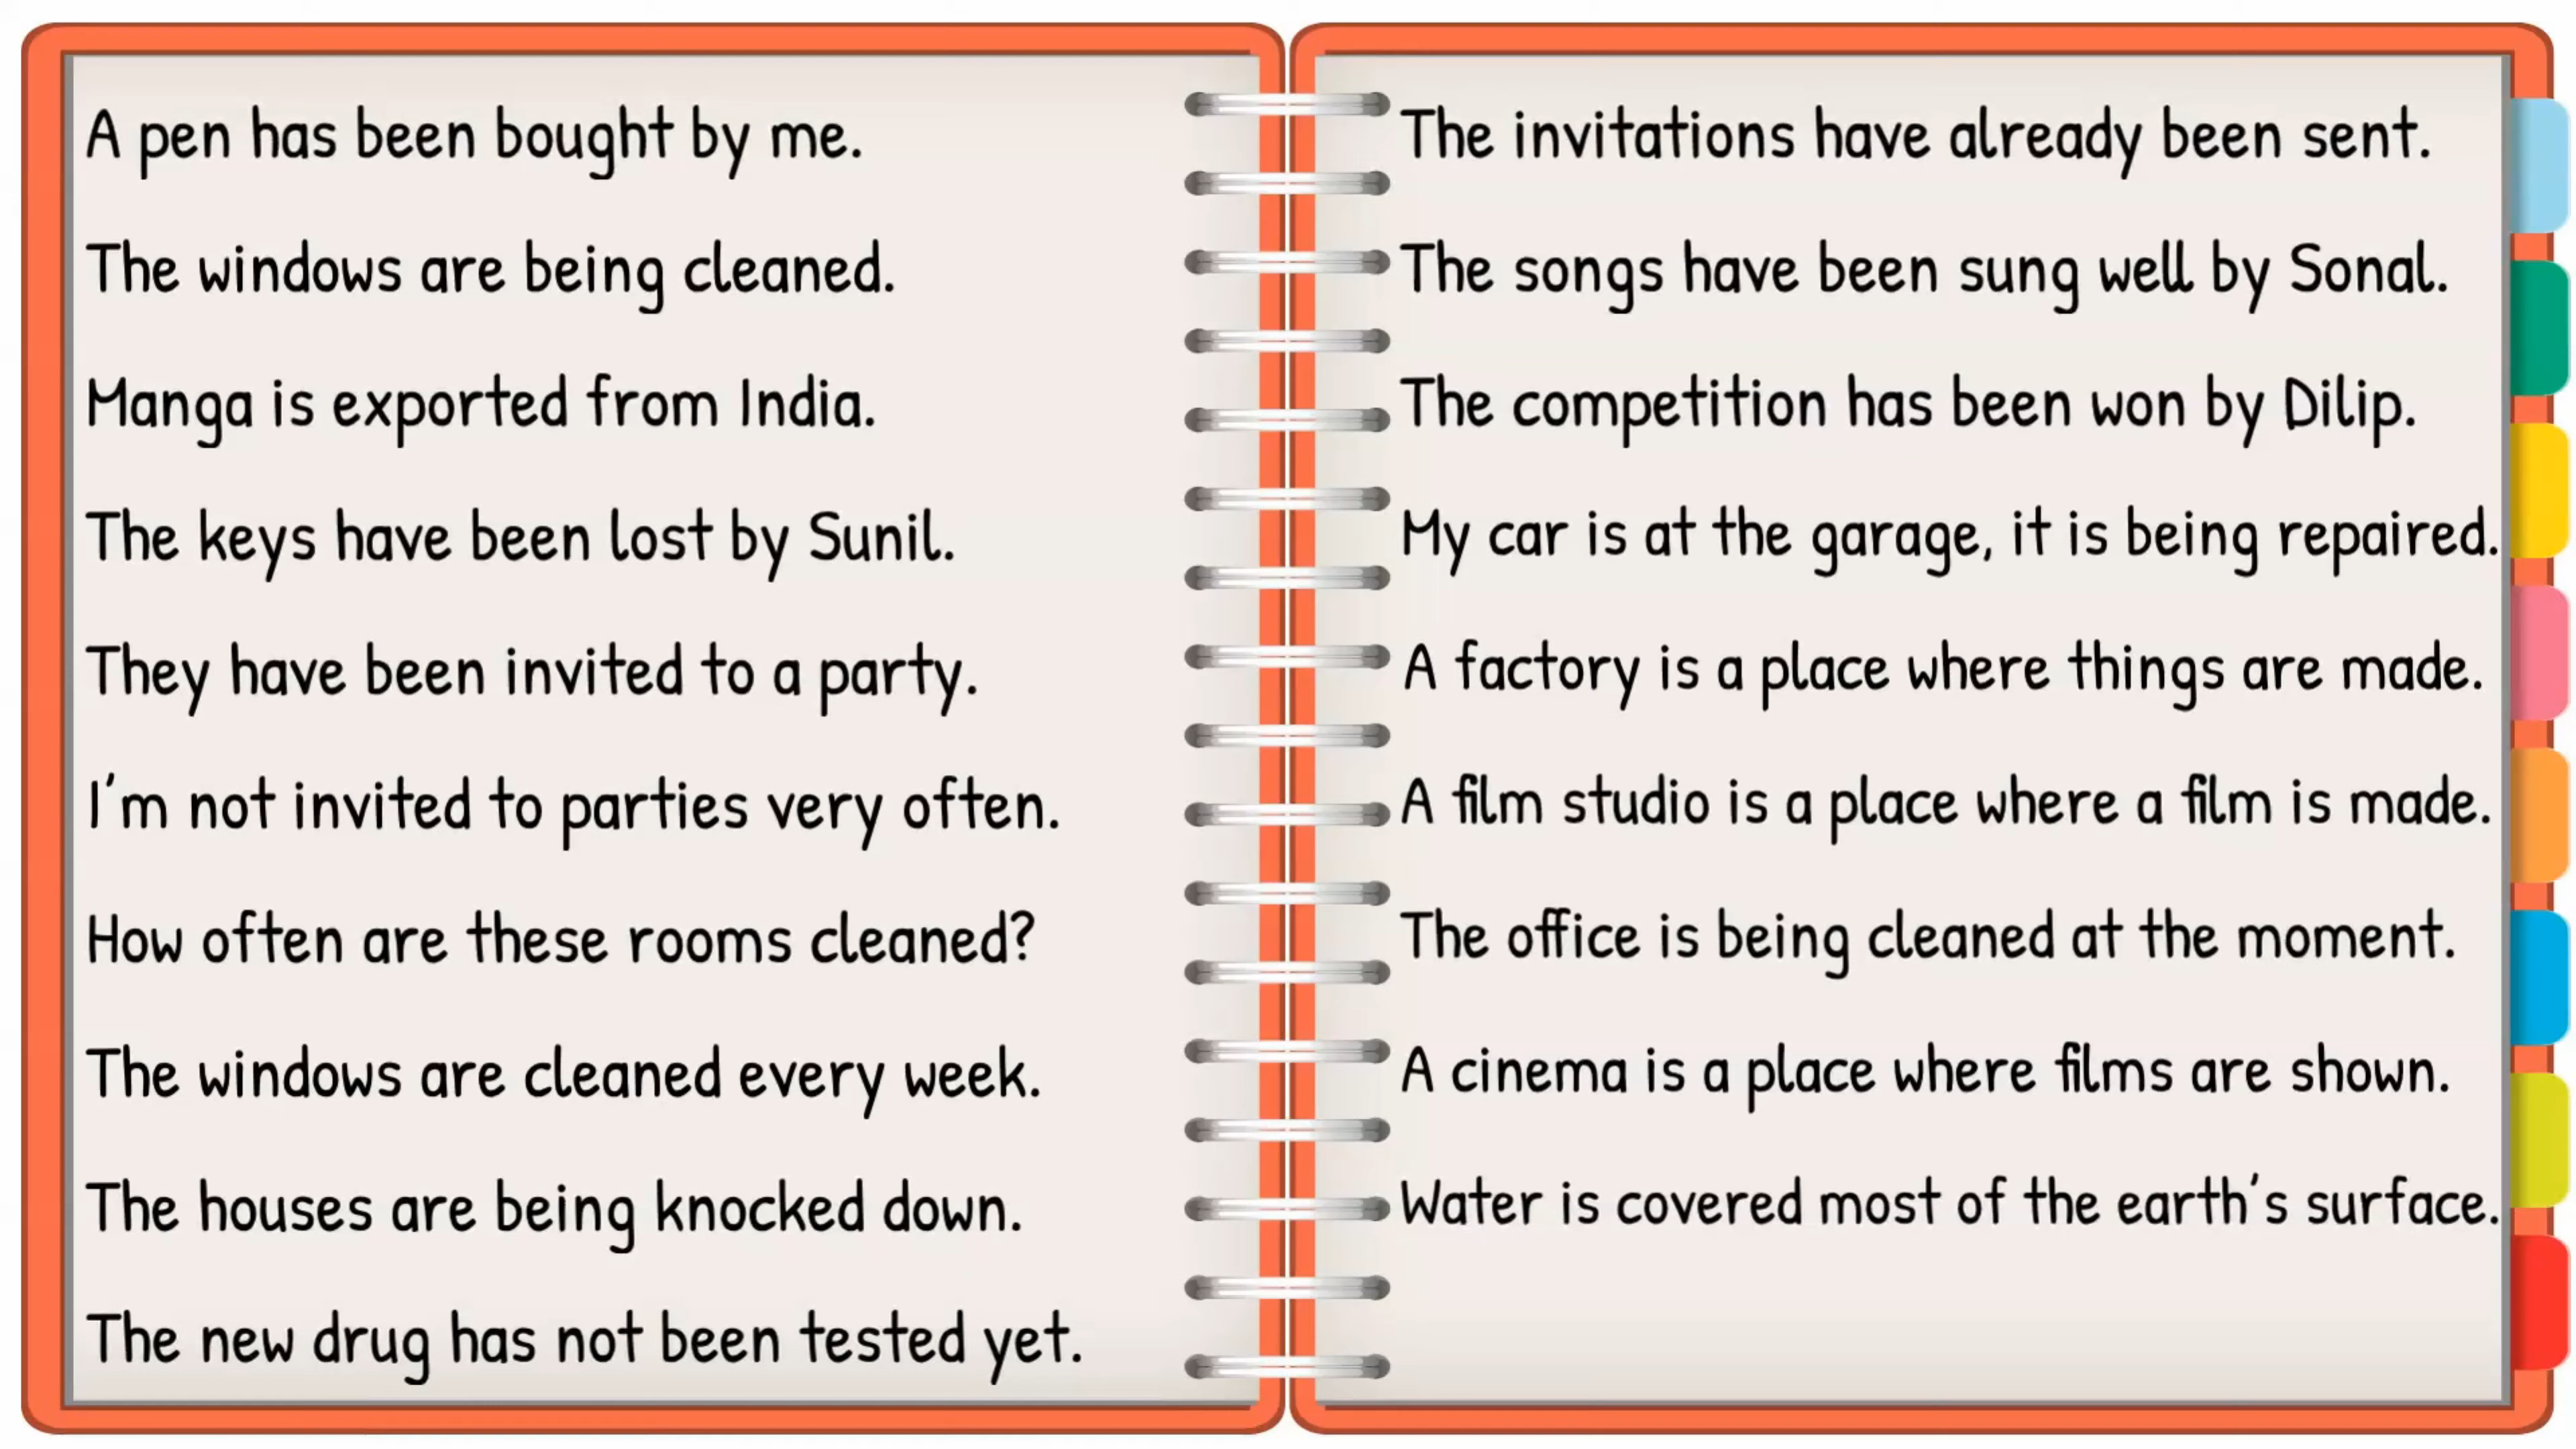 A pen has been bought by me.
The windows are being cleaned.
Manga is exported from India.
The keys have been lost by Sunil.
They have been invited to a party.
I'm not invited to parties very often.
How often are these rooms cleaned?
The windows are cleaned every week.
The houses are being knocked down.
The new drug has not been tested yet.
The invitations have already been sent.
The songs have been sung well by Sonal.
The competition has been won by Dilip.
My car is at the garage, it is being repaired.
A factory is a place where things are made.
A film studio is a place where a film is made.
The office is being cleaned at the moment.
A cinema is a place where films are shown.
Water is covered most of the earth's surface.